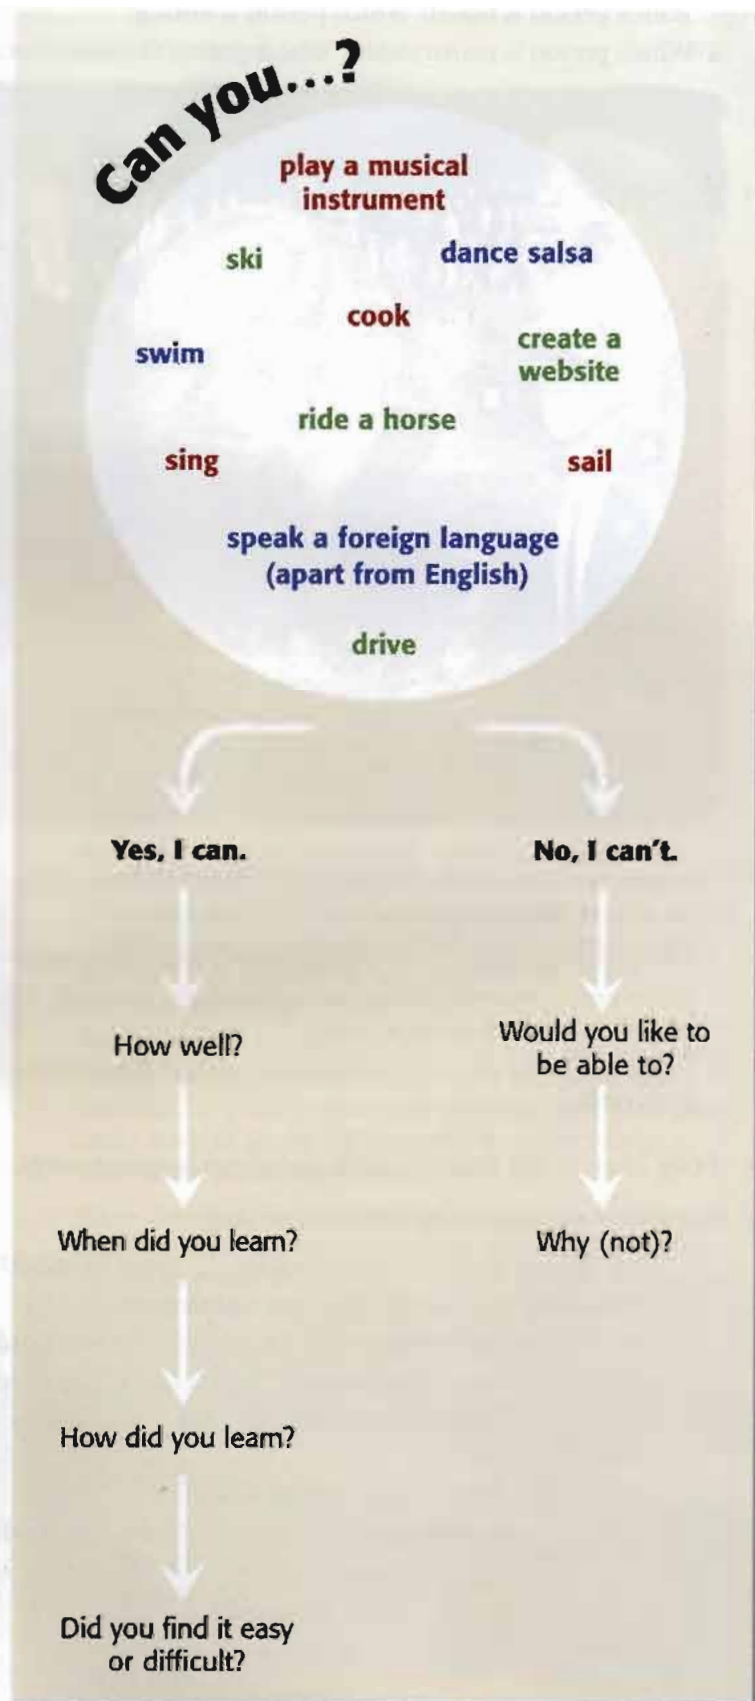 Can you...?
play a musical
instrument
ski
dance salsa
cook
swim
create a
website
ride a horse
sing
sail
speak a foreign language
(apart from English)
drive
Yes, I can.
No, I can't.
How well?
Would you like to
be able to?
When did you learn?
Why (not)?
How did you learn?
Did you find it easy
or difficult?